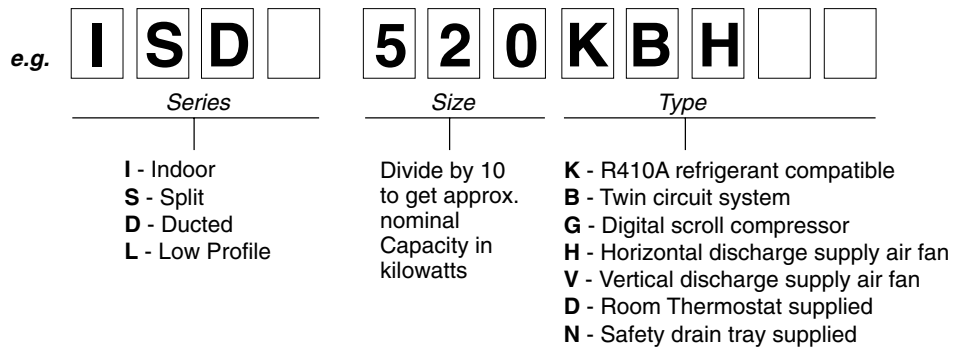 e.g. I S D 5 2 0 K B H
Series Size Type
I - Indoor
S - Split
D - Ducted
L - Low Profile
Divide by 10
to get approx.
nominal
Capacity in
kilowatts
K - R410A refrigerant compatible
B - Twin circuit system
G - Digital scroll compressor
H - Horizontal discharge supply air fan
V - Vertical discharge supply air fan
D - Room Thermostat supplied
N - Safety drain tray supplied